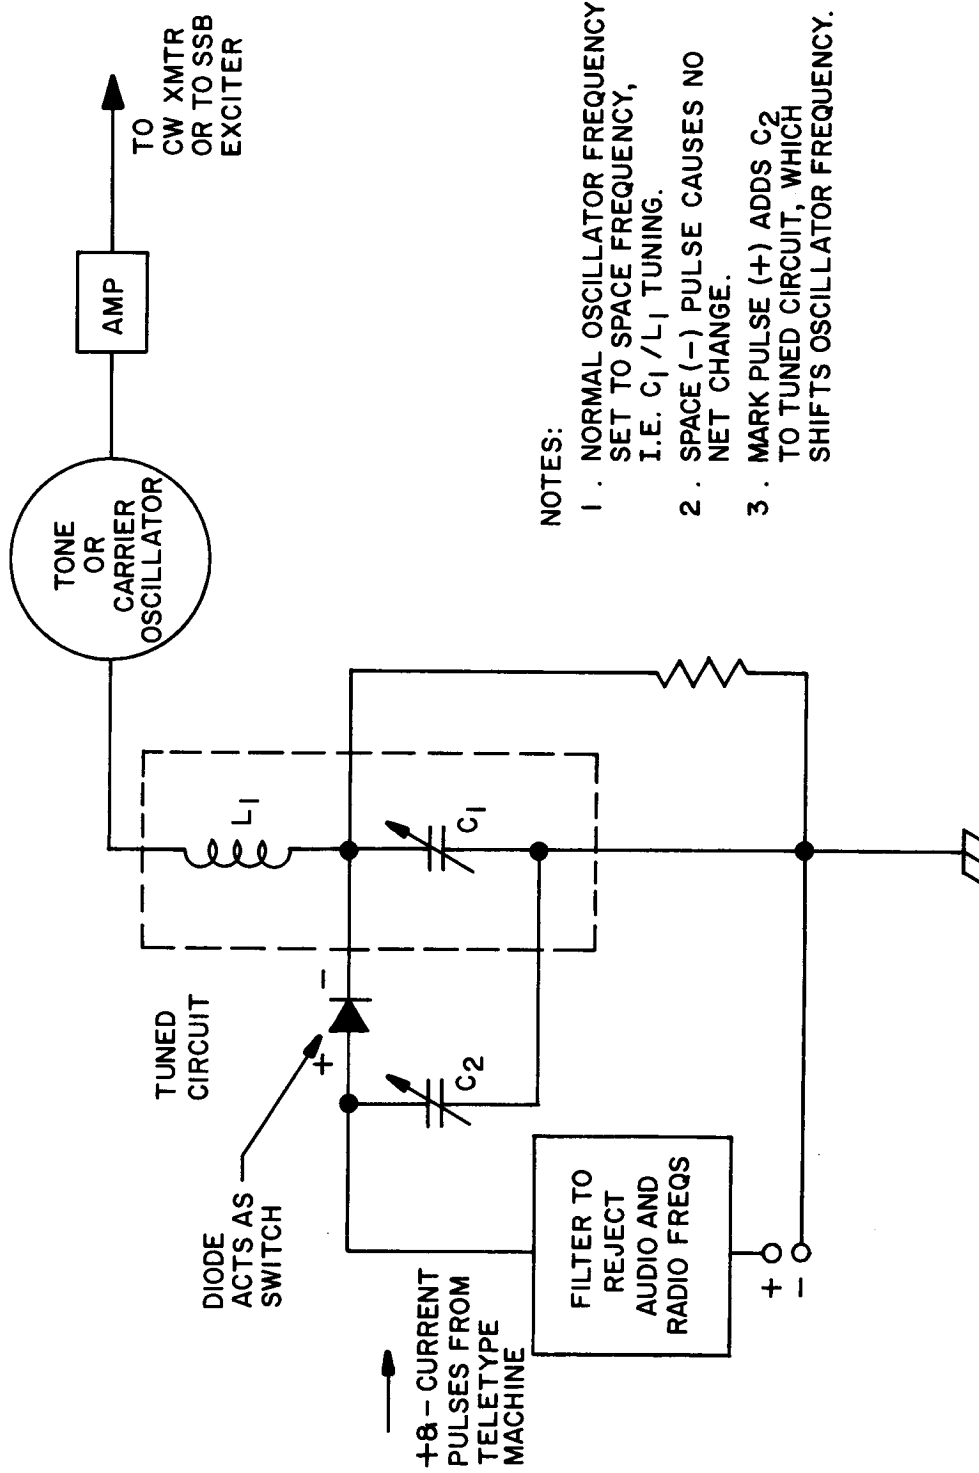 TO
CW XMTR
OR TO SSB
EXCITER
AMP
TONE
OR
CARRIER
OSCILLATOR
L1
C1
TUNED
CIRCUIT
-
+
C2
DIODE
ACTS AS
SWITCH
+&- CURRENT
PULSES FROM
TELETYPE
MACHINE
FILTER TO
REJECT
AUDIO AND
RADIO FREQS
+
-
NOTES:
1. NORMAL OSCILLATOR FREQUENCY
SET TO SPACE FREQUENCY,
I.E. C1/L1 TUNING.
2. SPACE (-) PULSE CAUSES NO
NET CHANGE.
3. MARK PULSE (+) ADDS C2
TO TUNED CIRCUIT, WHICH
SHIFTS OSCILLATOR FREQUENCY.